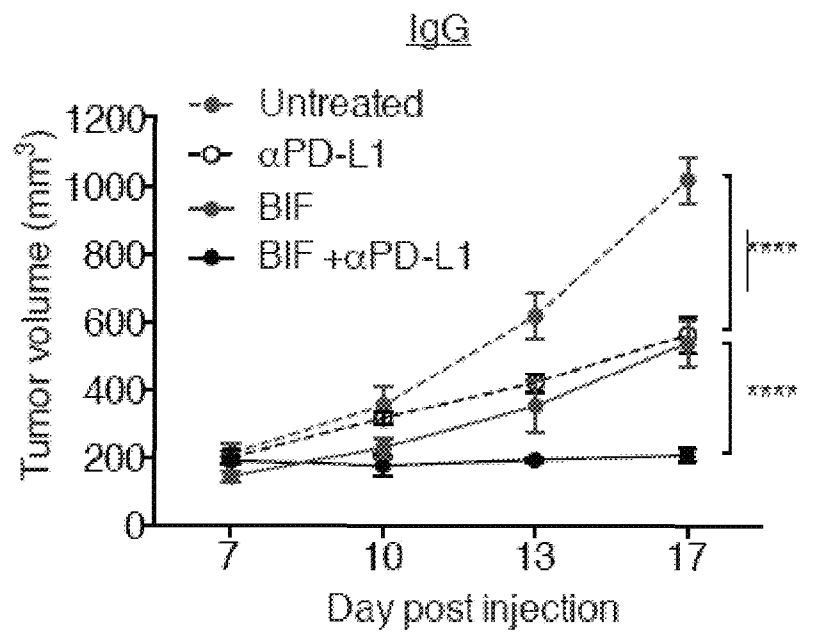 IgG
Untreated
αPD-L1
BIF
BIF +αPD-L1
Tumor volume (mm³)
1200
1000
800
600
400
200
0
****
****
7 10 13 17
Day post injection